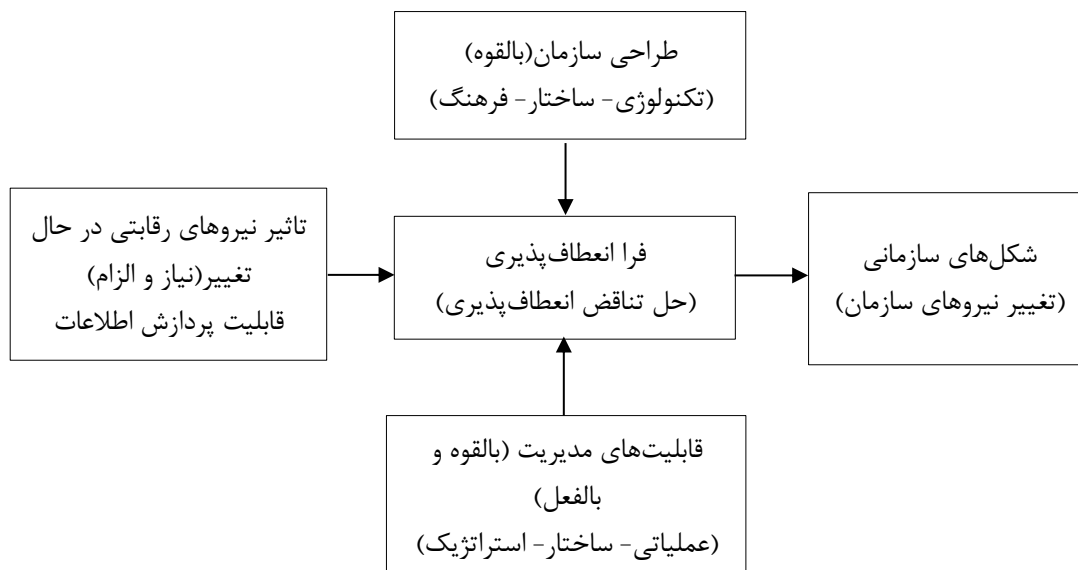 طراحی سازمان(بالقوه)
(تکنولوژی- ساختار- فرهنگ)
تاثیر نیروهای رقابتی در حال
تغییر(نیاز و الزام)
قابلیت پردازش اطلاعات
فرا انعطاف‌پذیری
(حل تناقض انعطاف‌پذیری)
شکل‌های سازمانی
(تغییر نیروهای سازمان)
قابلیت‌های مدیریت (بالقوه و
بالفعل)
(عملیاتی- ساختار- استراتژیک)